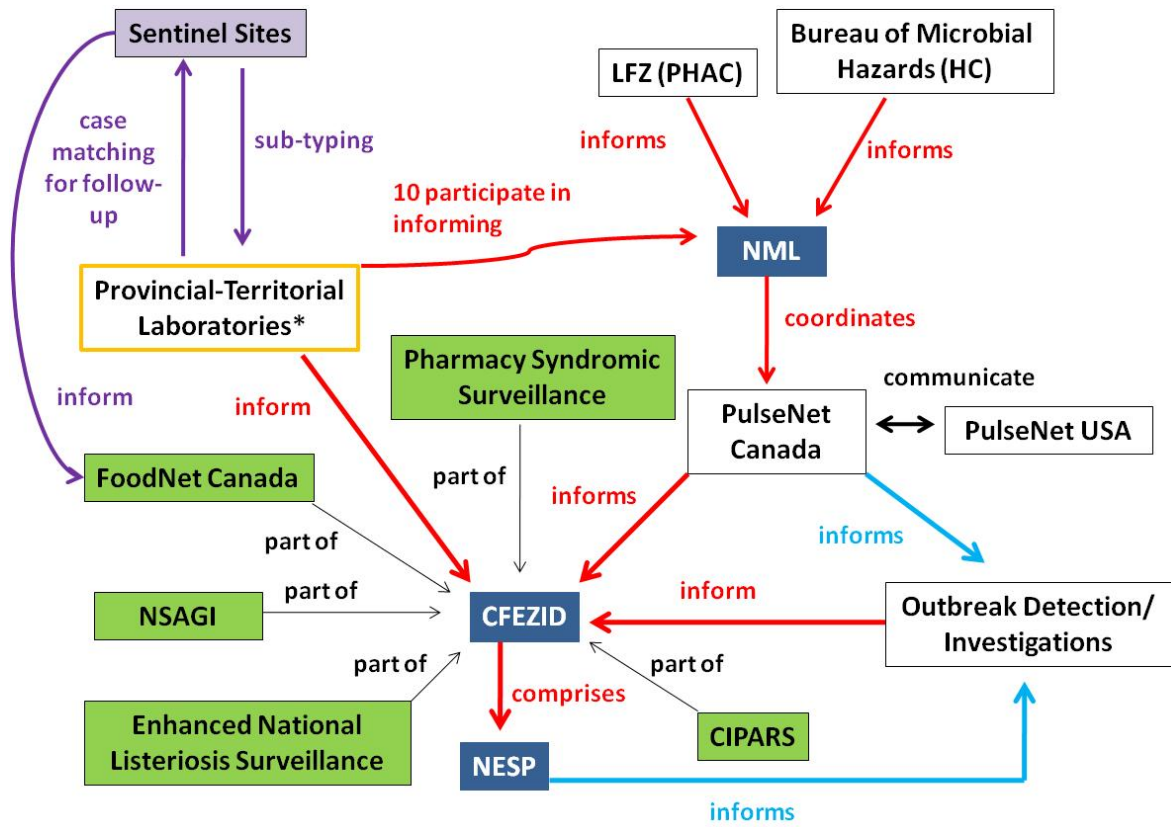 Sentinel Sites
Bureau of Microbial
Hazards (HC)
LFZ (PHAC)
case
matching
for follow-
up
sub-typing
informs
informs
10 participate in
informing
NML
Provincial-Territorial
Laboratories*
coordinates
Pharmacy Syndromic
Surveillance
communicate
inform
inform
PulseNet
Canada
PulseNet USA
FoodNet Canada
part of
informs
informs
part of
NSAGI
part of
CFEZID
inform
Outbreak Detection/
Investigations
part of
part of
comprises
Enhanced National
Listeriosis Surveillance
CIPARS
NESP
informs